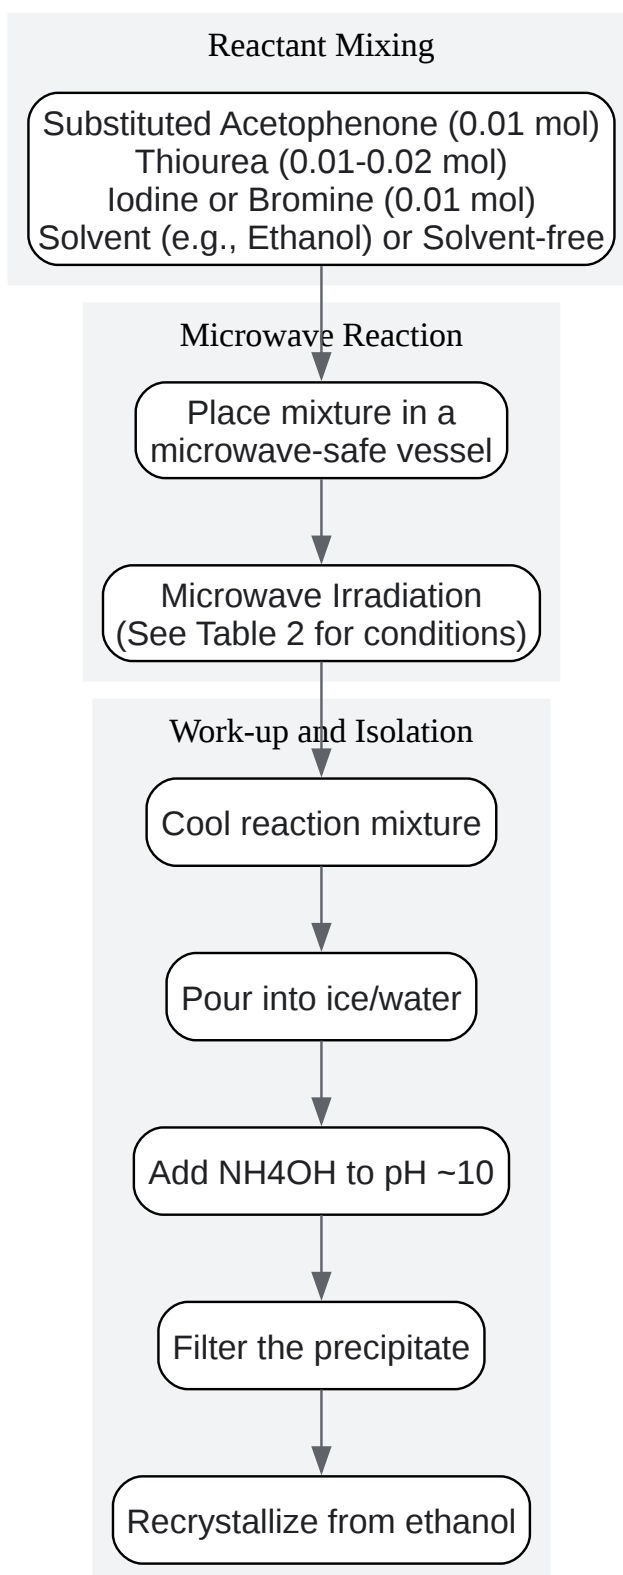 Reactant Mixing
Substituted Acetophenone (0.01 mol)
Thiourea (0.01-0.02 mol)
Iodine or Bromine (0.01 mol)
Solvent (e.g., Ethanol) or Solvent-free
Microwave Reaction
Place mixture in a
microwave-safe vessel
Microwave Irradiation
(See Table 2 for conditions)
Work-up and Isolation
Cool reaction mixture
Pour into ice/water
Add NH4OH to pH ~10
Filter the precipitate
Recrystallize from ethanol